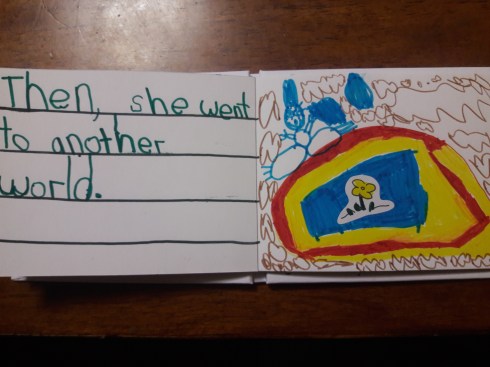 Then, she went
to another
world.